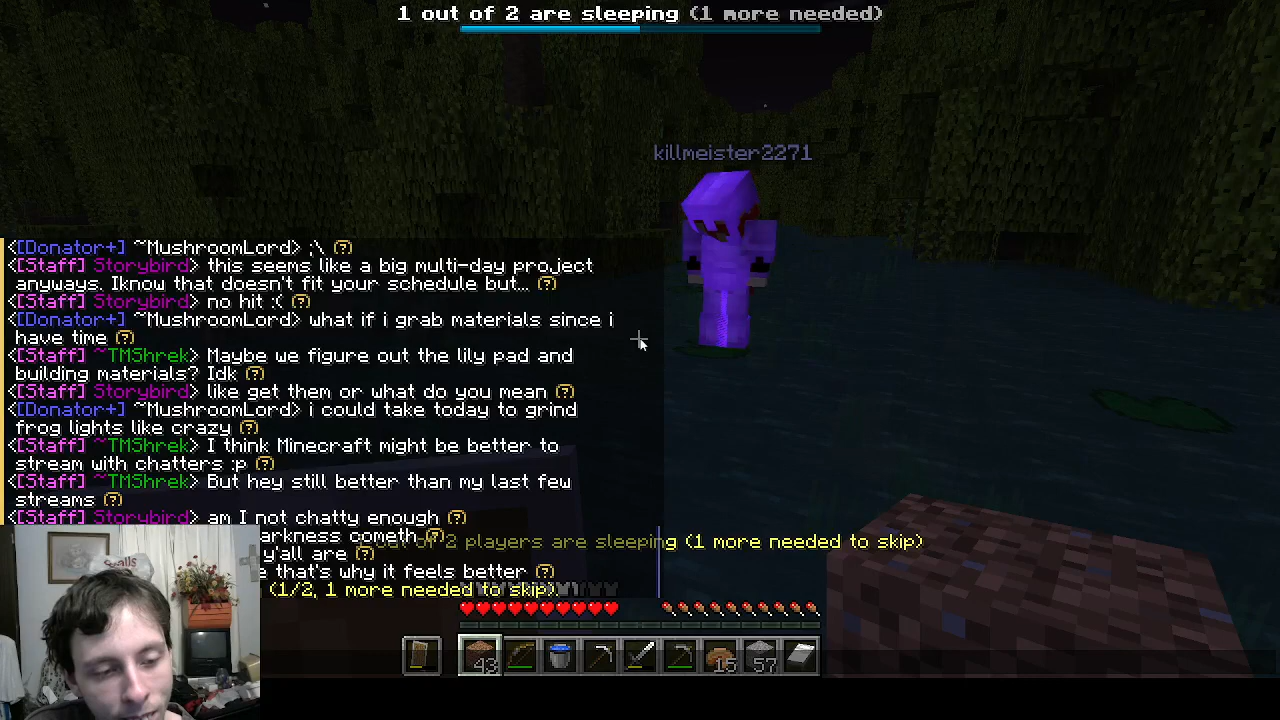 1 out of 2 are sleeping (1 more needed)
killmeister2271
<[Donator+] ~MushroomLord> ;\ (?)
<[Staff] Storybird> this seems like a big multi-day project
anyways. Iknow that doesn't fit your schedule but... (?)
<[Staff] Storybird> no hit :( (?)
<[Donator+] ~MushroomLord> what if i grab materials since i
have time (?)
<[Staff] ~TMShrek> Maybe we figure out the lily pad and
building materials? Idk (?)
<[Staff] Storybird> like get them or what do you mean (?)
<[Donator+] ~MushroomLord> i could take today to grind
frog lights like crazy (?)
<[Staff] ~TMShrek> I think Minecraft might be better to
stream with chatters :p (?)
<[Staff] ~TMShrek> But hey still better than my last few
streams (?)
<[Staff] Storybird> am I not chatty enough (?)
arkness cometh (?)
out of 2 players are sleeping (1 more needed to skip)
y'all are (?)
e that's why it feels better (?)
(1/2, 1 more needed to skip).
43
15
57